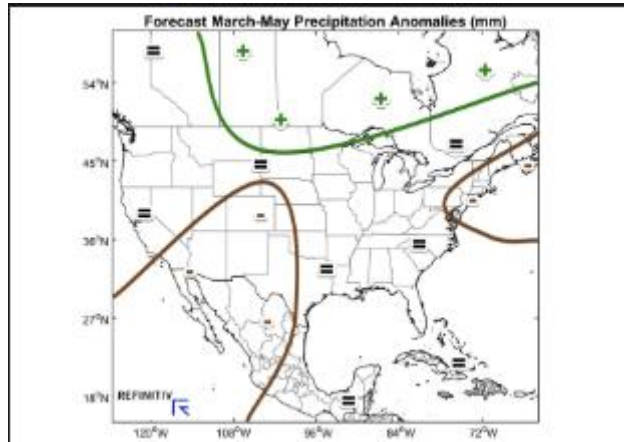 Forecast March-May Precipitation Anomalies (mm)
54°N
45°N
36°N
27°N
18°N
REFINITIV
120°W 108°W 96°W 84°W 72°W